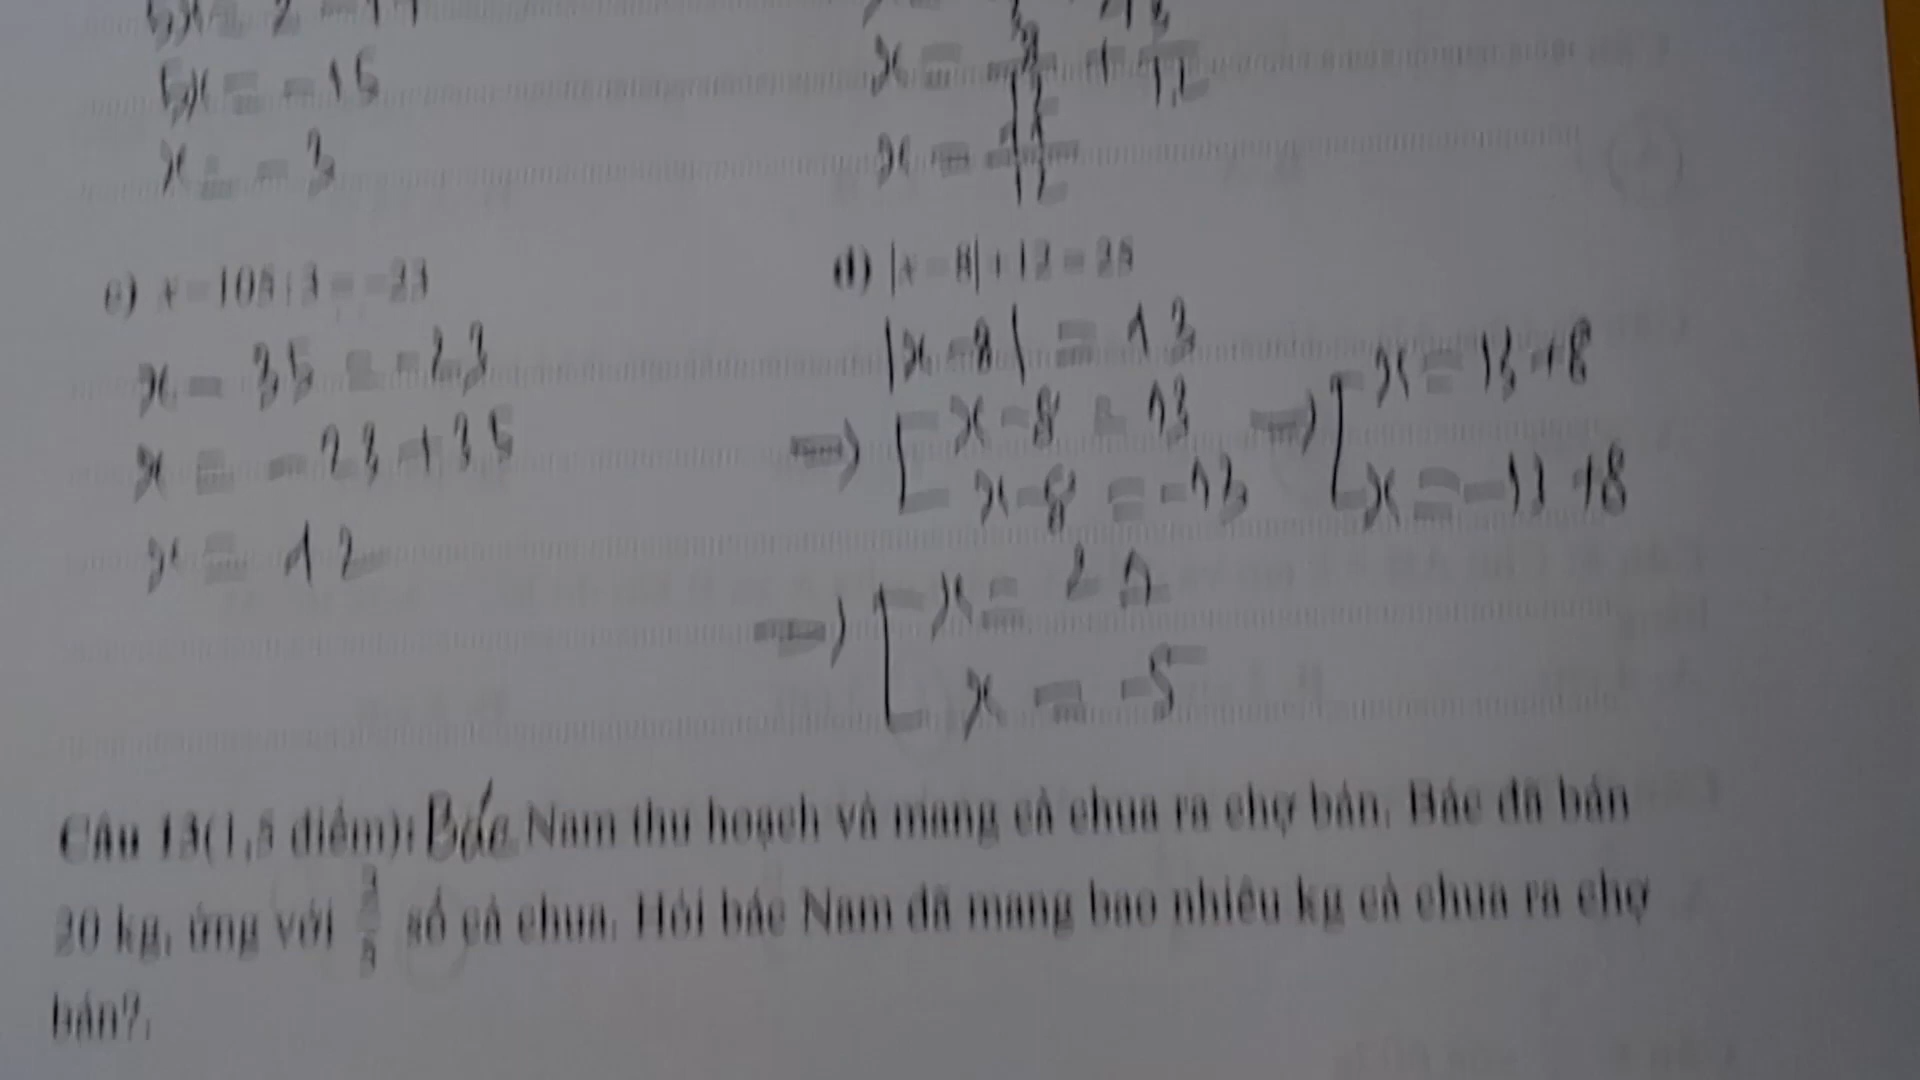 5x = -15
x = -3
x =
c) x - 105 : 3 = -23
x - 35 = -23
x = -23 + 35
x = 12
d) |x - 8| + 12 = 25
|x - 8| = 13
⇒ [ x - 8 = 13 ⇒ [ x = 13 + 8
x - 8 = -13 x = -13 + 8
⇒ [ x = 21
x = -5
Câu 13(1,5 điểm): Bác Nam thu hoạch và mang cà chua ra chợ bán. Bác đã bán
kg, ứng với số cà chua. Hỏi bác Nam đã mang bao nhiêu kg cà chua ra chợ
bán?.